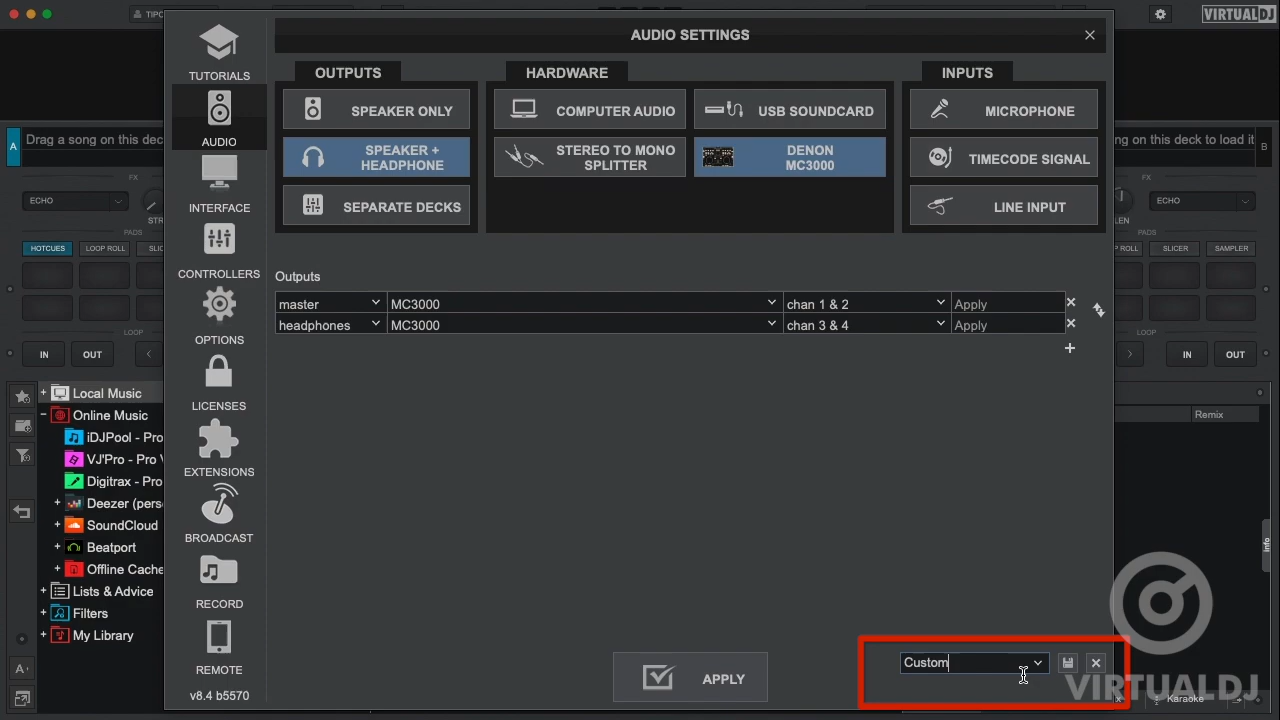 TIPO
VIRTUALDJ
AUDIO SETTINGS
TUTORIALS
AUDIO
INTERFACE
CONTROLLERS
OPTIONS
LICENSES
EXTENSIONS
BROADCAST
RECORD
REMOTE
v8.4 b5570
OUTPUTS
SPEAKER ONLY
SPEAKER +
HEADPHONE
SEPARATE DECKS
HARDWARE
COMPUTER AUDIO
USB SOUNDCARD
STEREO TO MONO
SPLITTER
DENON
MC3000
INPUTS
MICROPHONE
TIMECODE SIGNAL
LINE INPUT
Outputs
master MC3000 chan 1 & 2 Apply
headphones MC3000 chan 3 & 4 Apply
APPLY
Custom
A
Drag a song on this dec
FX
ECHO
STR
PADS
HOTCUES
LOOP ROLL
SLIC
LOOP
IN
OUT
ng on this deck to load it
B
FX
LEN
ECHO
PADS
P ROLL
SLICER
SAMPLER
LOOP
IN
OUT
Local Music
Online Music
iDJPool - Pro
VJ'Pro - Pro V
Digitrax - Pro
Deezer (pers
SoundCloud
Beatport
Offline Cache
Lists & Advice
Filters
My Library
A
Remix
Info
VIRTUALDJ
Karaoke